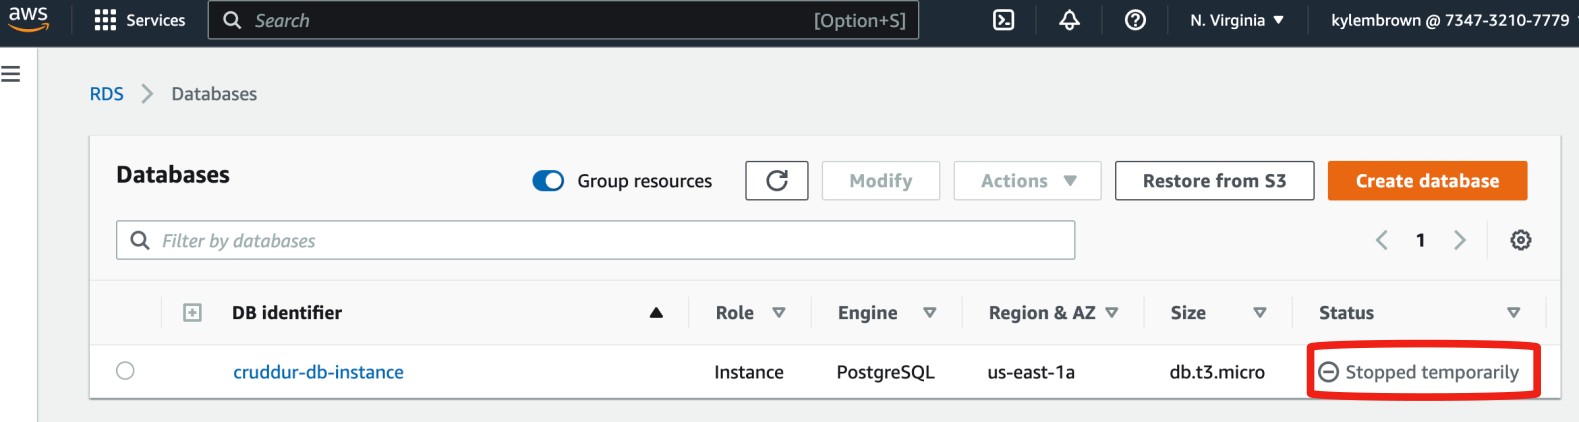 aws Services Search [Option+S] N. Virginia kylembrown @ 7347-3210-7779
RDS Databases
Databases Group resources Modify Actions Restore from S3 Create database
Filter by databases 1
DB identifier Role Engine Region & AZ Size Status
cruddur-db-instance Instance PostgreSQL us-east-1a db.t3.micro Stopped temporarily